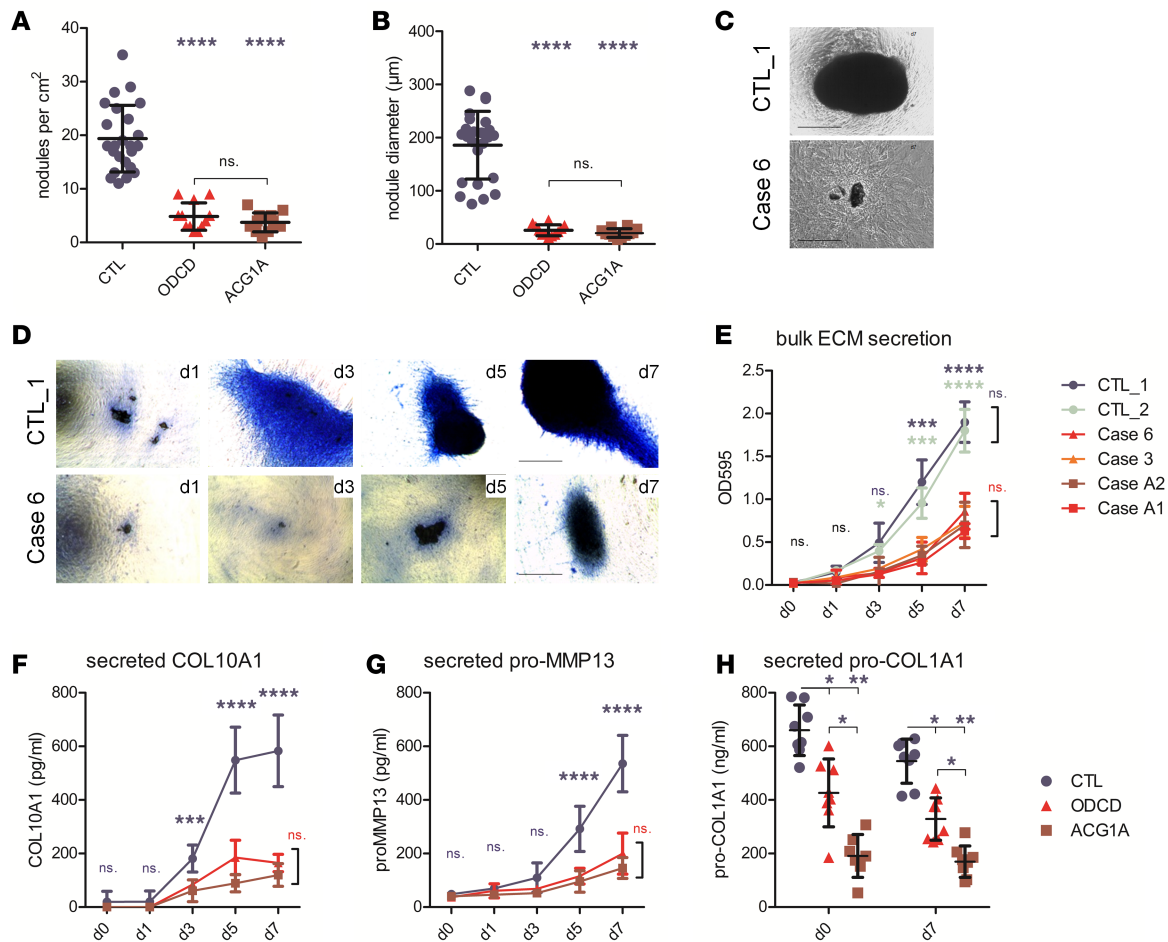 A
nodules per cm2
40
30
20
10
0
****
****
ns.
CTL
ODCD
ACG1A
B
nodule diameter (µm)
400
300
200
100
0
****
****
ns.
CTL
ODCD
ACG1A
C
CTL_1
Case 6
D
CTL_1
d1
d3
d5
d7
Case 6
d1
d3
d5
d7
E
bulk ECM secretion
OD595
2.5
2.0
1.5
1.0
0.5
0.0
ns.
ns.
ns.
*
***
***
****
****
ns.
ns.
d0
d1
d3
d5
d7
CTL_1
CTL_2
Case 6
Case 3
Case A2
Case A1
F
secreted COL10A1
COL10A1 (pg/ml)
800
600
400
200
0
ns.
ns.
***
****
****
ns.
d0
d1
d3
d5
d7
G
secreted pro-MMP13
proMMP13 (pg/ml)
800
600
400
200
0
ns.
ns.
ns.
****
****
ns.
d0
d1
d3
d5
d7
H
secreted pro-COL1A1
pro-COL1A1 (ng/ml)
800
600
400
200
0
*
**
*
*
**
*
d0
d7
CTL
ODCD
ACG1A